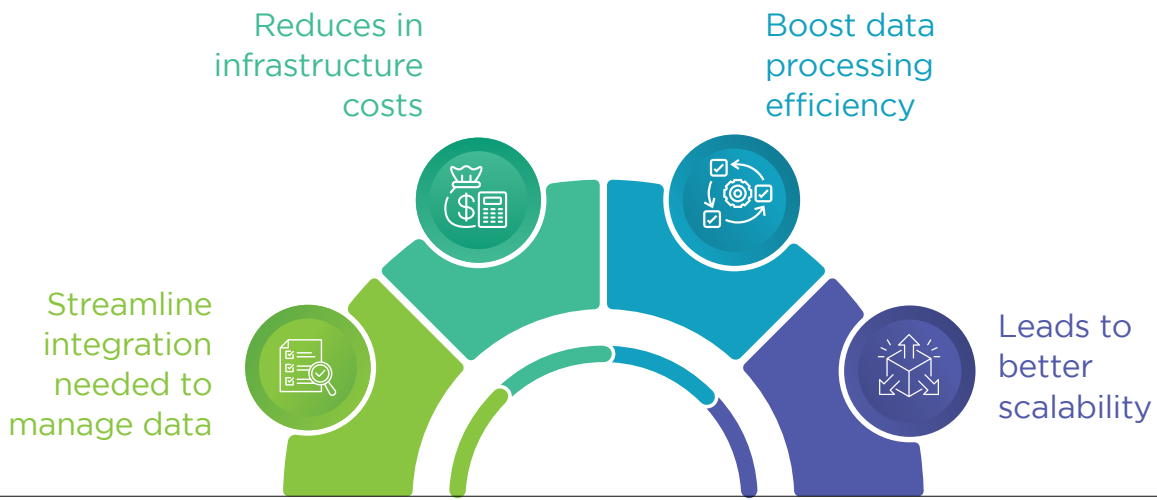 Reduces in
infrastructure
costs
Boost data
processing
efficiency
Streamline
integration
needed to
manage data
Leads to
better
scalability
$